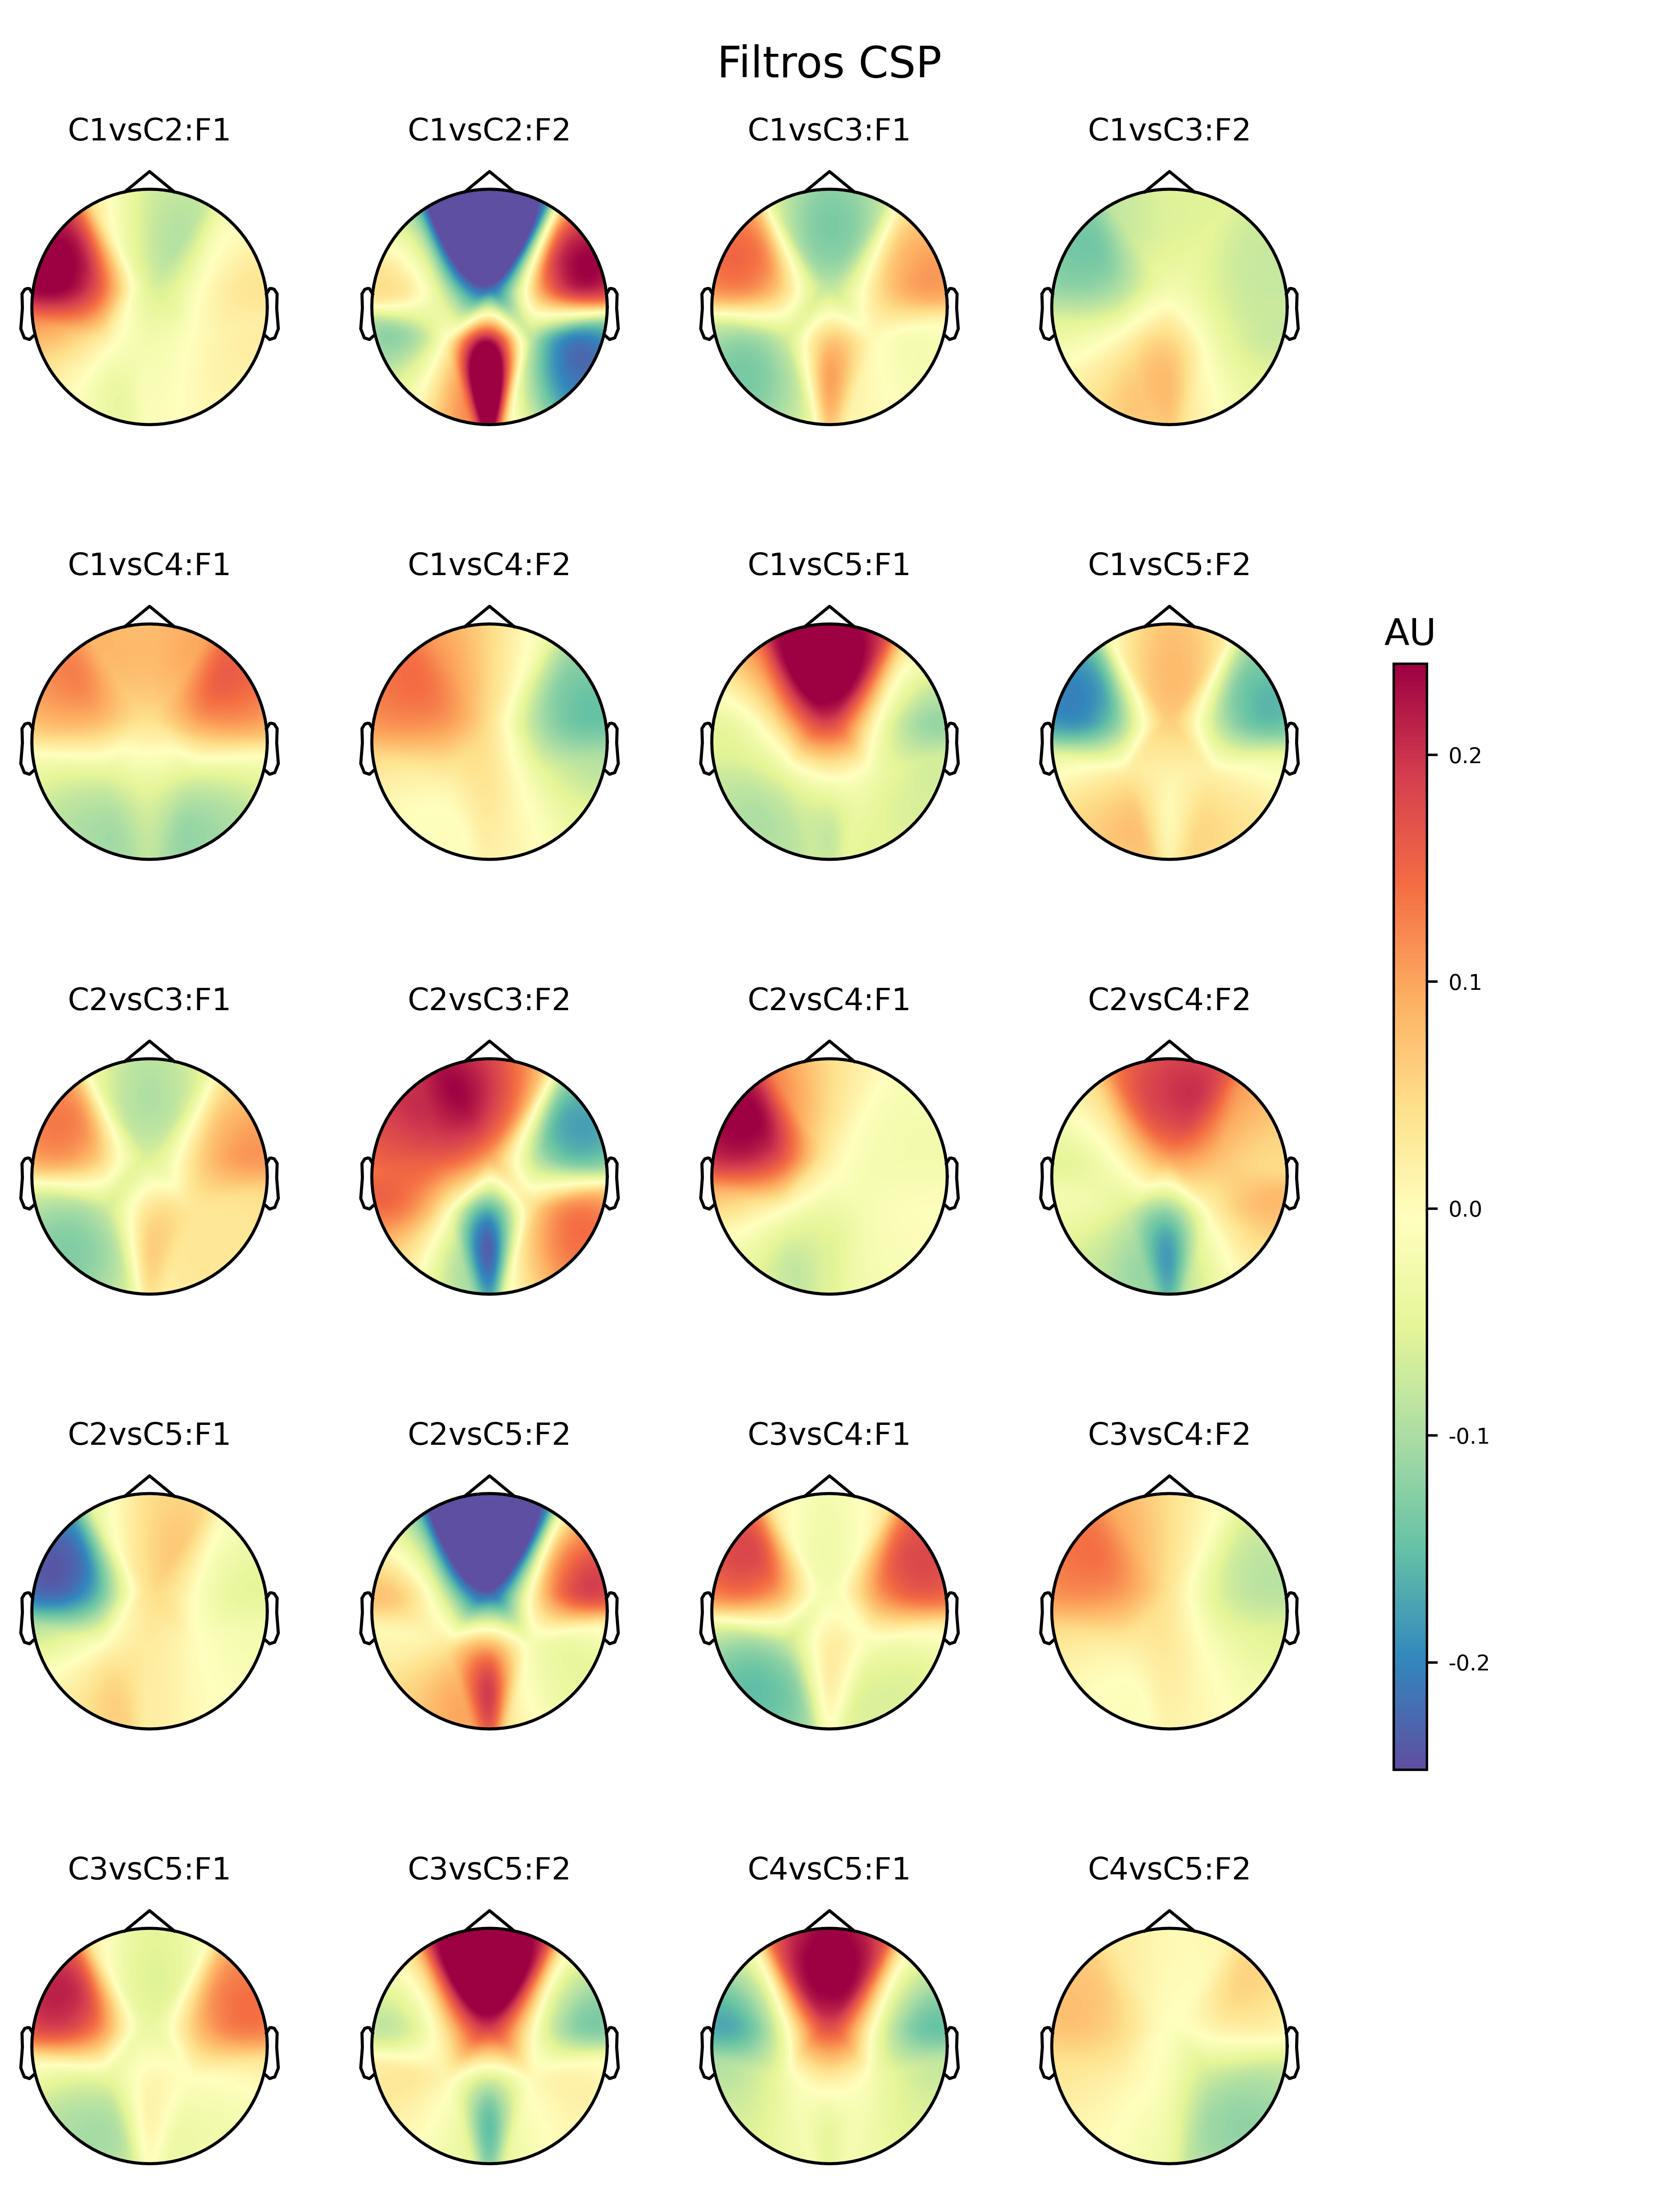 Filtros CSP
C1vsC2:F1 C1vsC2:F2 C1vsC3:F1 C1vsC3:F2
C1vsC4:F1 C1vsC4:F2 C1vsC5:F1 C1vsC5:F2
AU
0.2
0.1
0.0
-0.1
-0.2
C2vsC3:F1 C2vsC3:F2 C2vsC4:F1 C2vsC4:F2
C2vsC5:F1 C2vsC5:F2 C3vsC4:F1 C3vsC4:F2
C3vsC5:F1 C3vsC5:F2 C4vsC5:F1 C4vsC5:F2